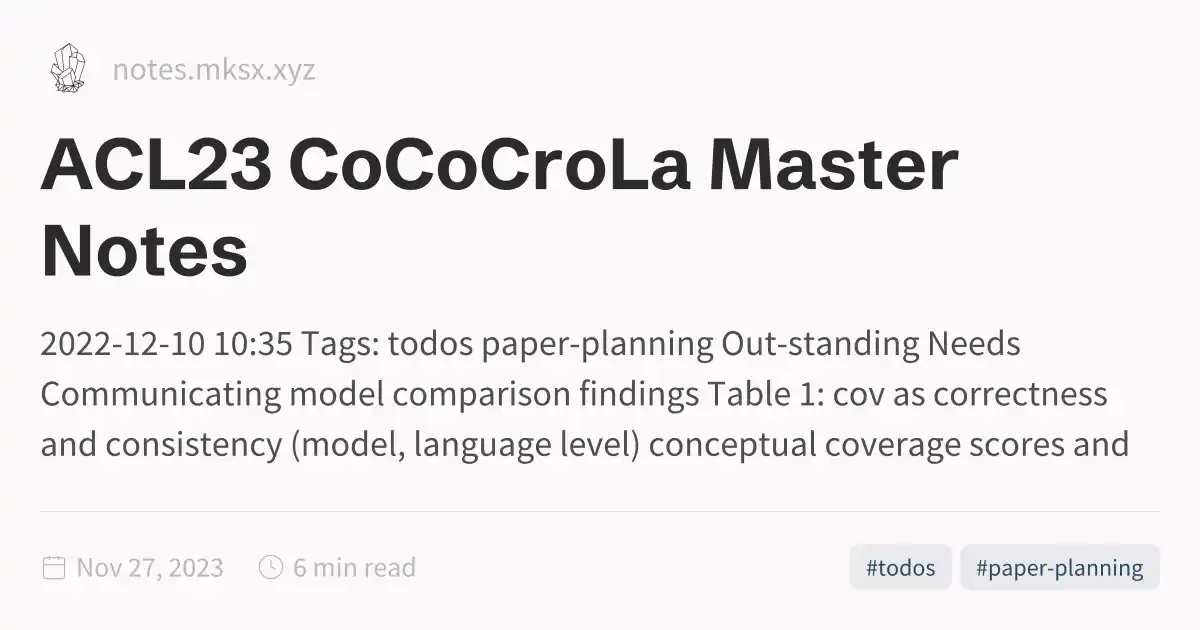 notes.mksx.xyz
ACL23 CoCoCroLa Master
Notes
2022-12-10 10:35 Tags: todos paper-planning Out-standing Needs
Communicating model comparison findings Table 1: cov as correctness
and consistency (model, language level) conceptual coverage scores and
Nov 27, 2023 6 min read #todos #paper-planning